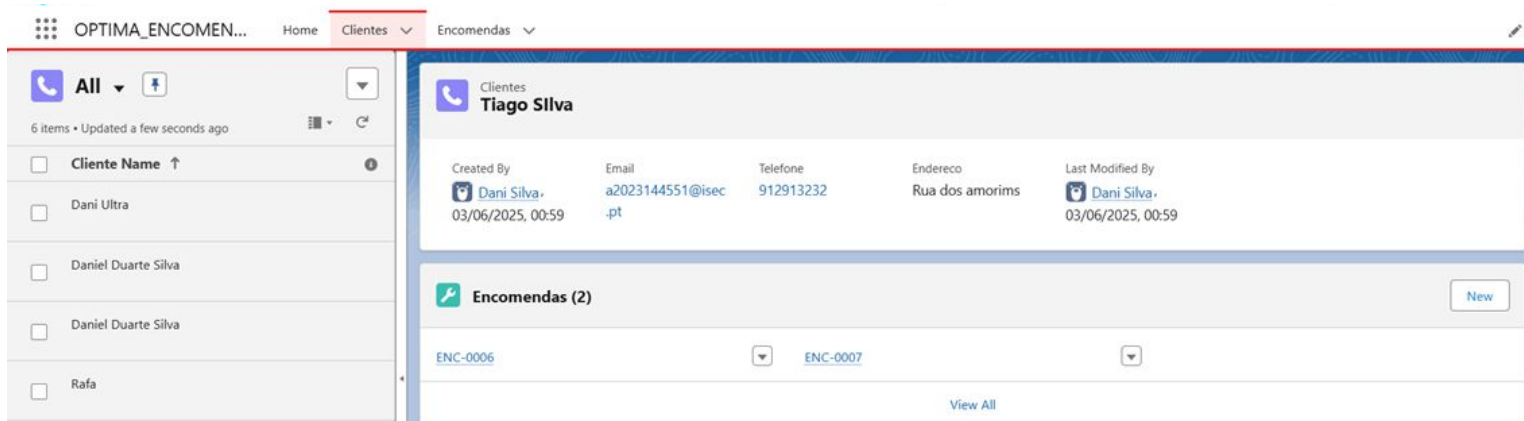 OPTIMA_ENCOMEN...
Home
Clientes
Encomendas
All
6 items • Updated a few seconds ago
Cliente Name ↑
Dani Ultra
Daniel Duarte Silva
Daniel Duarte Silva
Rafa
Clientes
Tiago SIlva
Created By
Dani Silva,
03/06/2025, 00:59
Email
a2023144551@isec
.pt
Telefone
912913232
Endereco
Rua dos amorims
Last Modified By
Dani Silva,
03/06/2025, 00:59
Encomendas (2)
New
ENC-0006
ENC-0007
View All